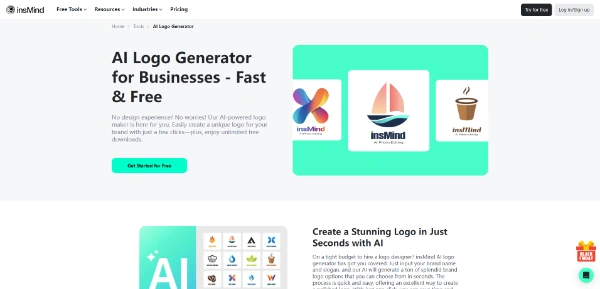 insMind
Free Tools
Resources
Industries
Pricing
Try for free
Log in/Sign up
Home > Tools > AI Logo Generator
AI Logo Generator
for Businesses - Fast
& Free
No design experience? No worries! Our AI-powered logo
maker is here for you. Easily create a unique logo for your
brand with just a few clicks—plus, enjoy unlimited free
downloads.
Get Started for Free
insMind
insMind
AI Photo Editing
insMind
AI
Create a Stunning Logo in Just
Seconds with AI
On a tight budget to hire a logo designer? insMind AI logo
generator has got you covered. Just input your brand name
and slogan, and our AI will generate a ton of splendid brand
logo options that you can choose from in seconds. The
process is quick and easy, offering an excellent way to create
BLACK
FRIDAY